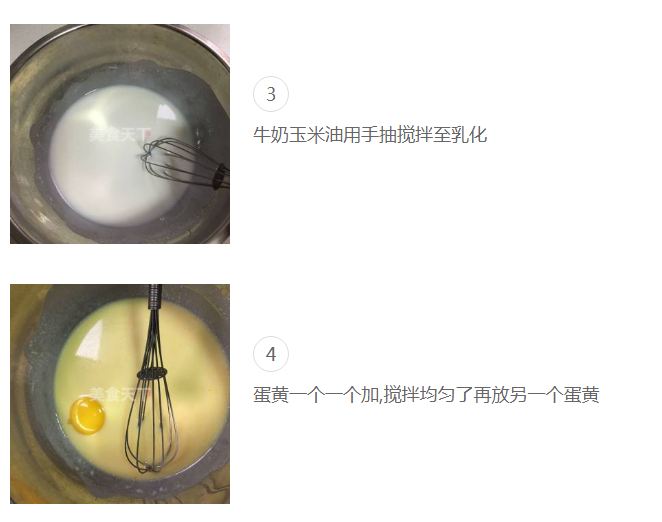 3
牛奶玉米油用手抽搅拌至乳化
美食天下
4
蛋黄一个一个加,搅拌均匀了再放另一个蛋黄
美食天下